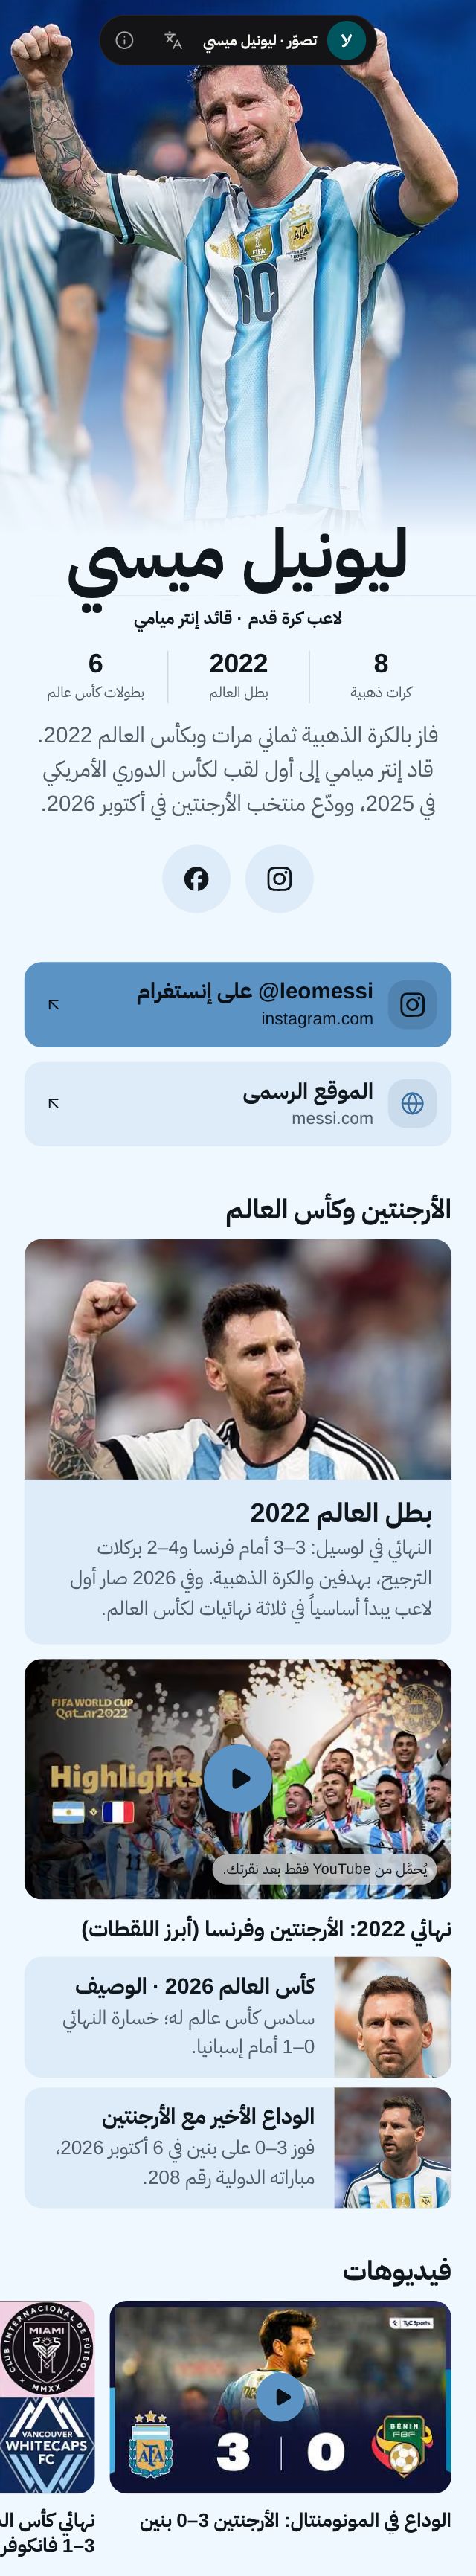 تصوّر · ليونيل ميسي
10
ليونيل ميسي
لاعب كرة قدم · قائد إنتر ميامي
8
كرات ذهبية
2022
بطل العالم
6
بطولات كأس عالم
فاز بالكرة الذهبية ثماني مرات وبكأس العالم 2022.
قاد إنتر ميامي إلى أول لقب لكأس الدوري الأمريكي
في 2025، وودّع منتخب الأرجنتين في أكتوبر 2026.
@leomessi على إنستغرام
instagram.com
الموقع الرسمي
messi.com
الأرجنتين وكأس العالم
بطل العالم 2022
النهائي في لوسيل: 3–3 أمام فرنسا و4–2 بركلات
الترجيح، بهدفين والكرة الذهبية. وفي 2026 صار أول
لاعب يبدأ أساسياً في ثلاثة نهائيات لكأس العالم.
FIFA WORLD CUP
Qatar2022
Highlights
11
يُحمَّل من YouTube فقط بعد نقرتك.
نهائي 2022: الأرجنتين وفرنسا (أبرز اللقطات)
كأس العالم 2026 · الوصيف
سادس كأس عالم له؛ خسارة النهائي
0–1 أمام إسبانيا.
الوداع الأخير مع الأرجنتين
فوز 3–0 على بنين في 6 أكتوبر 2026،
مباراته الدولية رقم 208.
فيديوهات
TyC Sports
AFA
3 0
BÉNIN
FBF
الوداع في المونومنتال: الأرجنتين 3–0 بنين
CLUB INTERNACIONAL DE FÚTBOL
MIAMI
MMXX
VANCOUVER
WHITECAPS
FC
نهائي كأس الد
3–1 فانكوفر